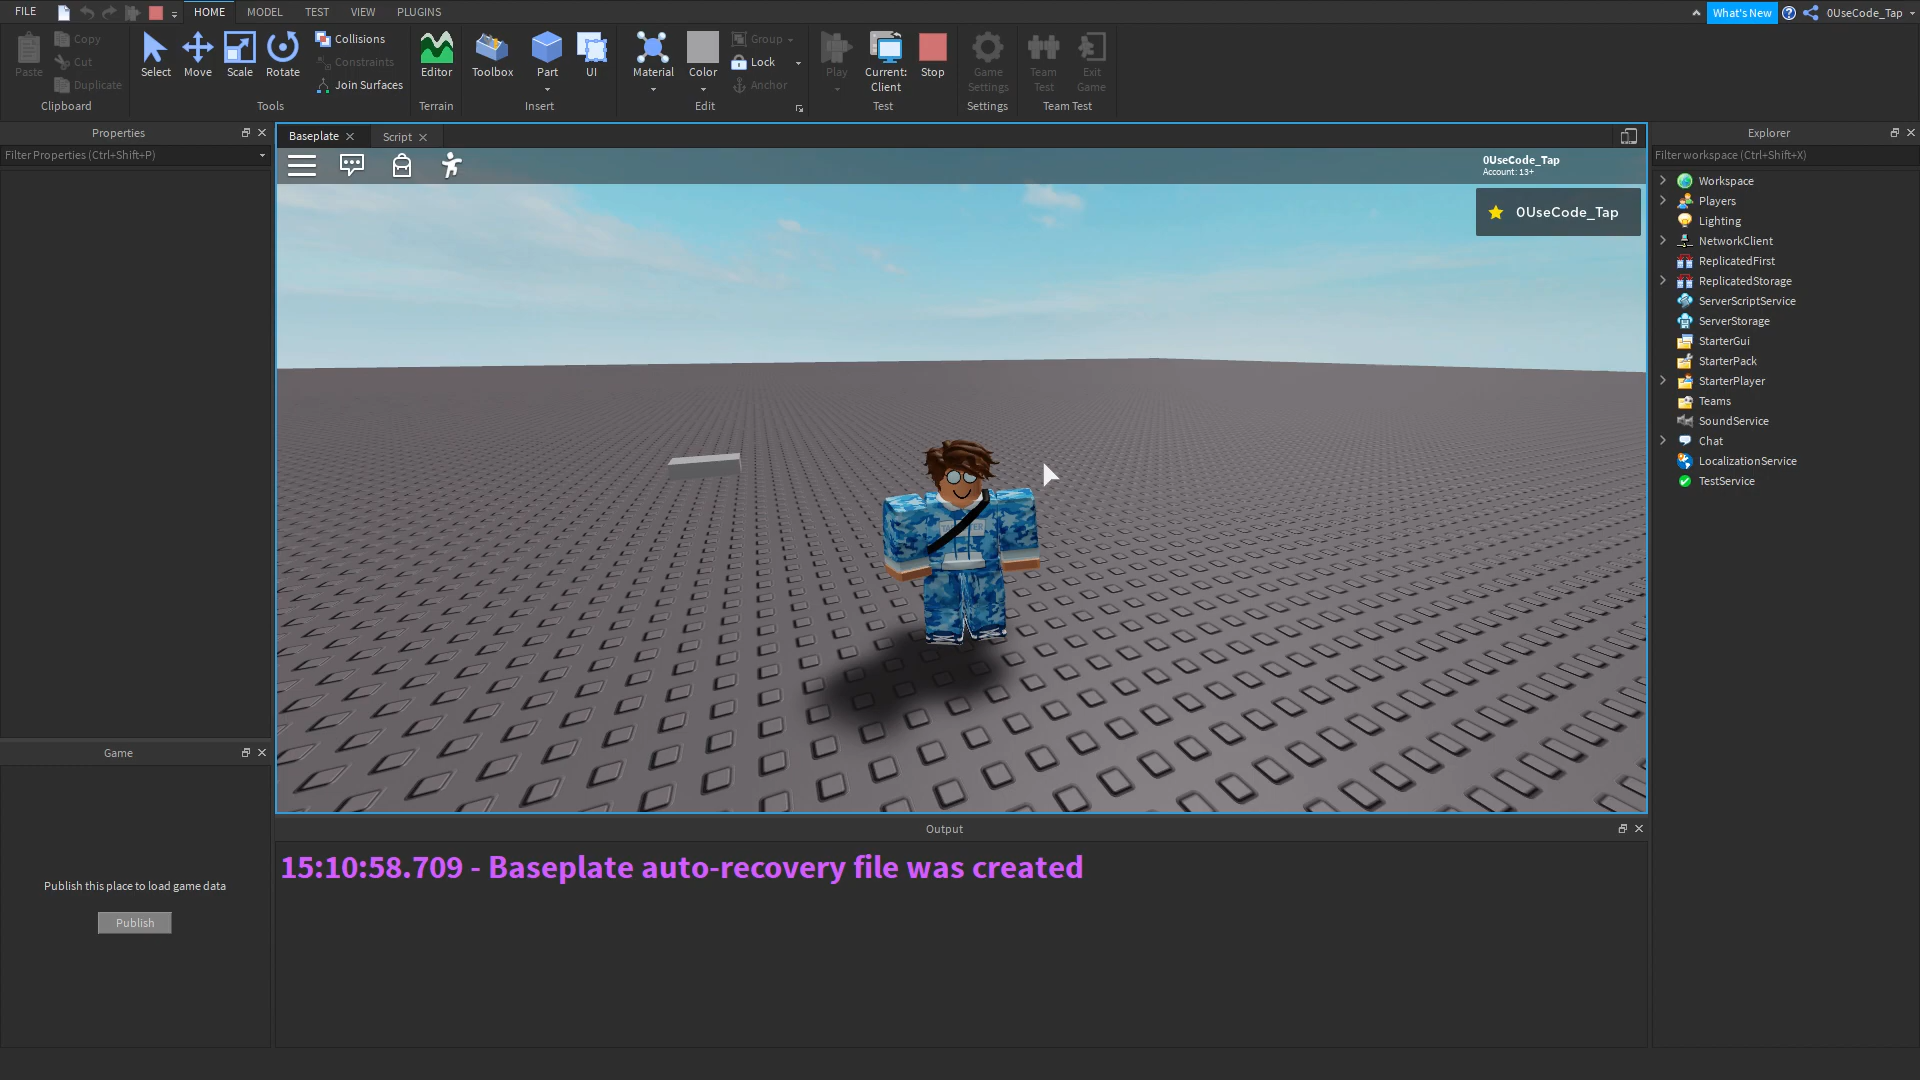 FILE HOME MODEL TEST VIEW PLUGINS What's New 0UseCode_Tap
Paste Copy Cut Duplicate Select Move Scale Rotate Collisions Constraints Join Surfaces Editor Toolbox Part UI Material Color Group Lock Anchor Play Current: Client Stop Game Settings Team Test Exit Game
Clipboard Tools Terrain Insert Edit Test Settings Team Test
Properties
Filter Properties (Ctrl+Shift+P)
Baseplate Script
0UseCode_Tap
Account: 13+
0UseCode_Tap
Explorer
Filter workspace (Ctrl+Shift+X)
Workspace
Players
Lighting
NetworkClient
ReplicatedFirst
ReplicatedStorage
ServerScriptService
ServerStorage
StarterGui
StarterPack
StarterPlayer
Teams
SoundService
Chat
LocalizationService
TestService
Game
Publish this place to load game data
Publish
Output
15:10:58.709 - Baseplate auto-recovery file was created